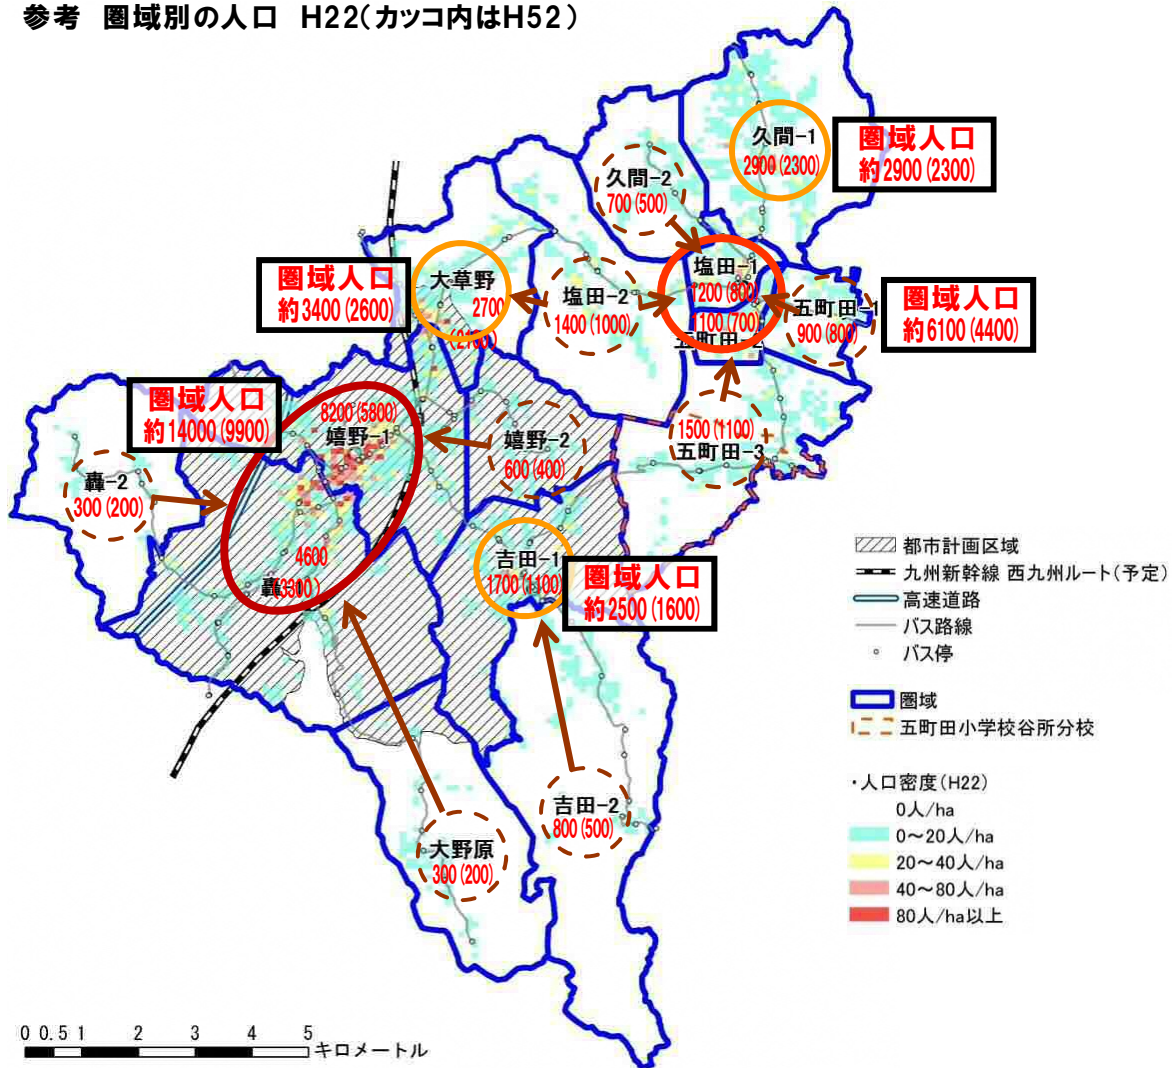 参考 圏域別の人口 H22(カッコ内はH52)
久間-1
2900(2300)
圏域人口
約2900(2300)
久間-2
700(500)
塩田-1
1200(800)
1100(700)
五町田-2
塩田-2
1400(1000)
五町田-1
900(800)
圏域人口
約6100(4400)
大草野
2700
(2100)
圏域人口
約3400(2600)
圏域人口
約14000(9900)
8200(5800)
嬉野-1
嬉野-2
600(400)
1500(1100)
五町田-3
轟-2
300(200)
4600
(3300)
轟-1
吉田-1
1700(1100)
圏域人口
約2500(1600)
吉田-2
800(500)
大野原
300(200)
都市計画区域
九州新幹線 西九州ルート(予定)
高速道路
バス路線
バス停
圏域
五町田小学校谷所分校
・人口密度(H22)
0人/ha
0～20人/ha
20～40人/ha
40～80人/ha
80人/ha以上
0 0.5 1 2 3 4 5
キロメートル